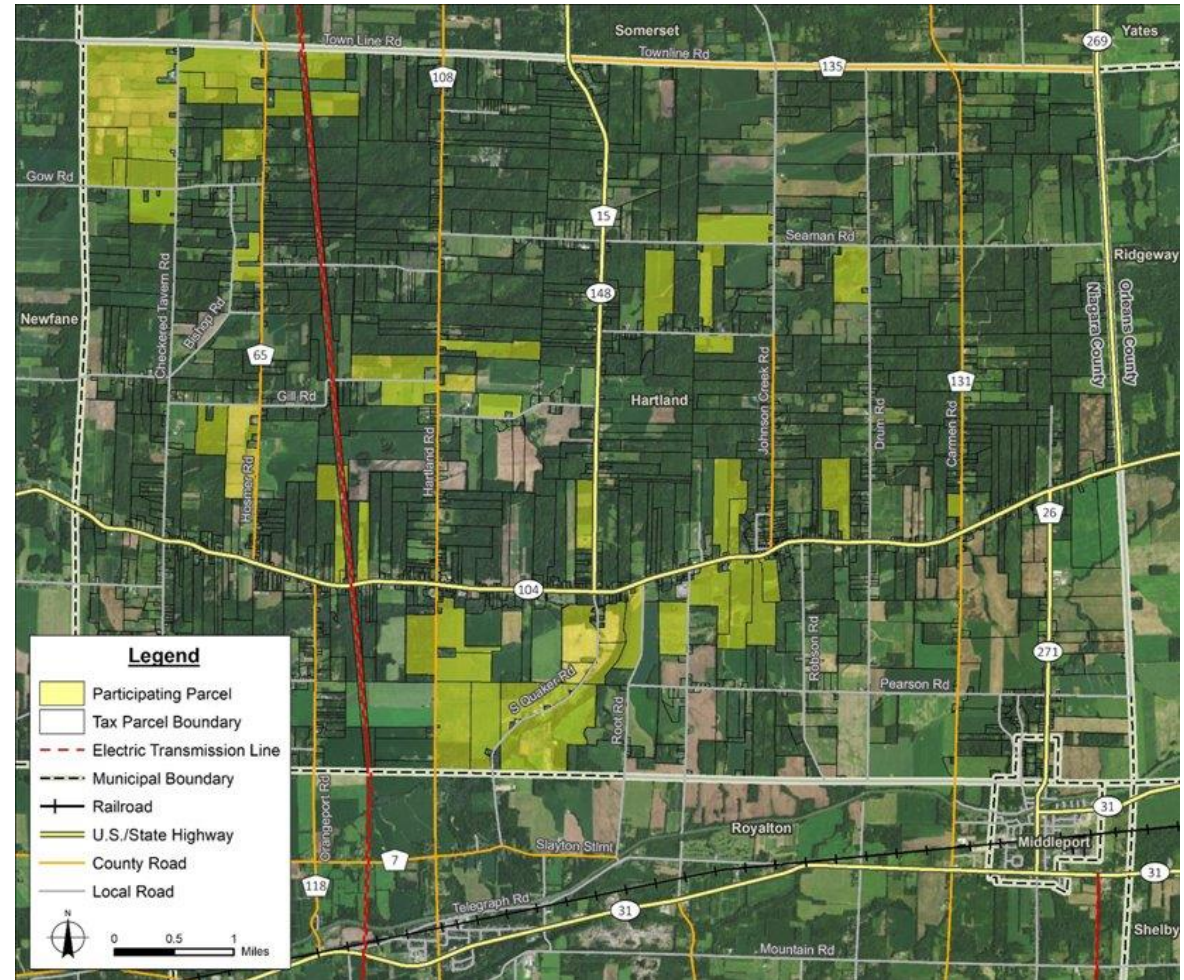 Somerset
Yates
269
Town Line Rd
Townline Rd
135
108
Gow Rd
15
Seaman Rd
Ridgeway
Checkered Tavern Rd
Bishop Rd
148
Niagara County
Orleans County
Newfane
65
131
Gill Rd
Hartland
Johnson Creek Rd
Drum Rd
Carmen Rd
Hosmer Rd
Hartland Rd
26
104
Legend
Participating Parcel
Tax Parcel Boundary
Electric Transmission Line
Municipal Boundary
Railroad
U.S./State Highway
County Road
Local Road
N
0 0.5 1
Miles
S Quaker Rd
Root Rd
Robson Rd
271
Pearson Rd
Orangeport Rd
31
Royalton
Middleport
Slayton Stlmt
7
118
31
Telegraph Rd
31
Mountain Rd
Shelby